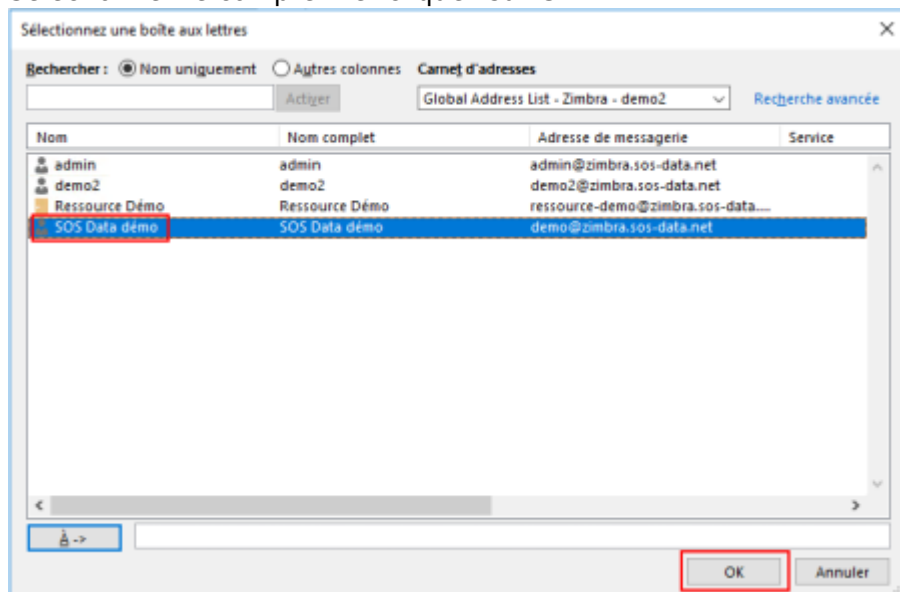 Sélectionnez une boîte aux lettres
Rechercher : Nom uniquement Autres colonnes Carnet d'adresses
Activer Global Address List - Zimbra - demo2 Recherche avancée
Nom Nom complet Adresse de messagerie Service
admin admin admin@zimbra.sos-data.net
demo2 demo2 demo2@zimbra.sos-data.net
Ressource Démo Ressource Démo ressource-demo@zimbra.sos-data....
SOS Data démo SOS Data démo demo@zimbra.sos-data.net
À ->
OK Annuler